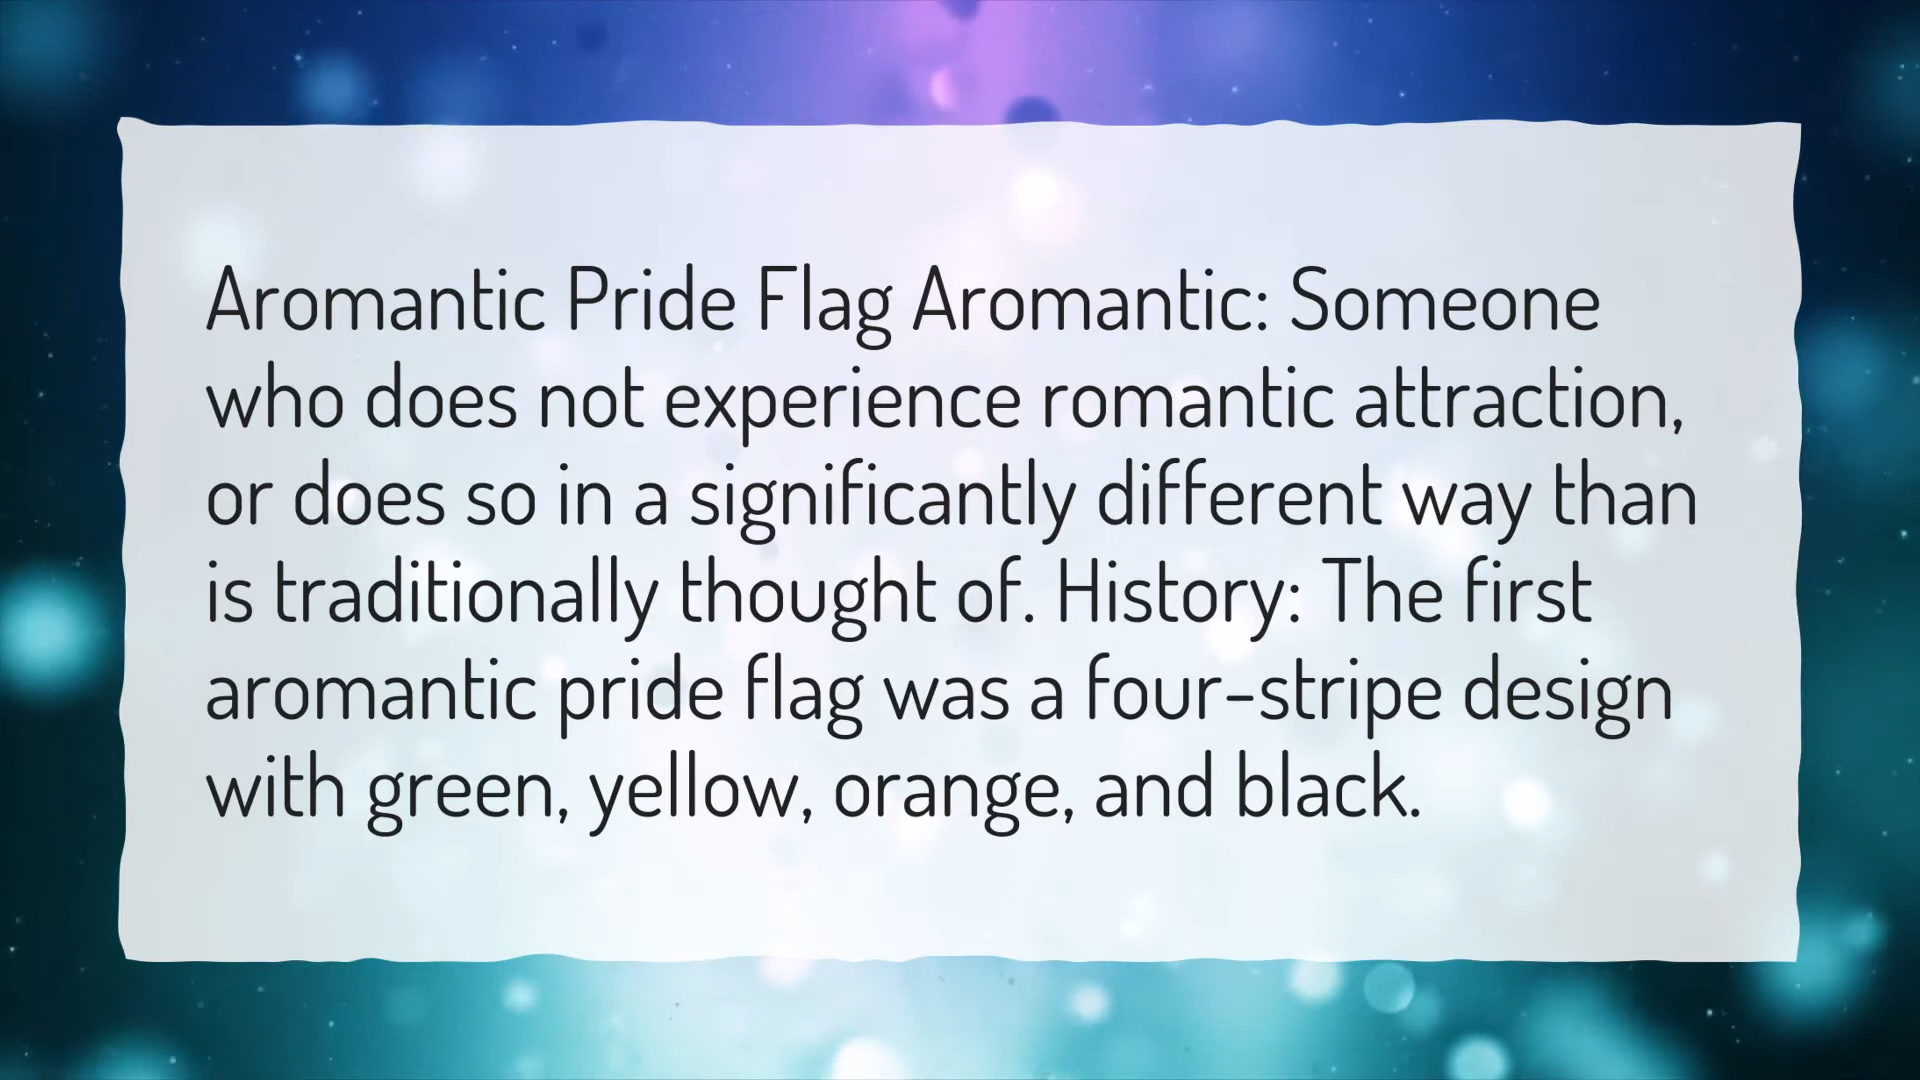 Aromantic Pride Flag Aromantic: Someone
who does not experience romantic attraction,
or does so in a significantly different way than
is traditionally thought of. History: The first
aromantic pride flag was a four-stripe design
with green, yellow, orange, and black.